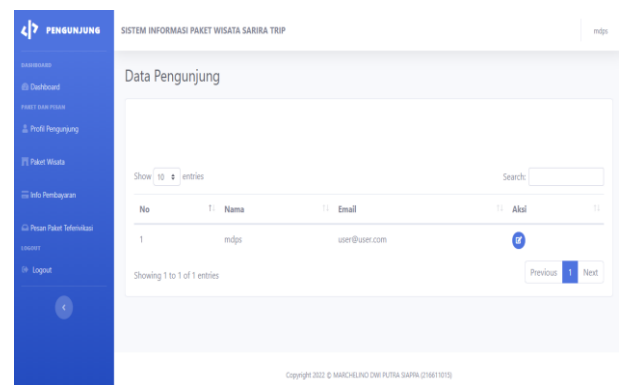 PENGUNJUNG
SISTEM INFORMASI PAKET WISATA SARIRA TRIP
mdps
DASHBOARD
Dashboard
PAKET DAN PESAN
Profil Pengunjung
Paket Wisata
Info Pembayaran
Pesan Paket Teferivikasi
LOGOUT
Logout
Data Pengunjung
Show 10 entries
Search:
No Nama Email Aksi
1 mdps user@user.com
Showing 1 to 1 of 1 entries
Previous 1 Next
Copyright 2022 © MARCHELINO DWI PUTRA SIAPPA (216611015)